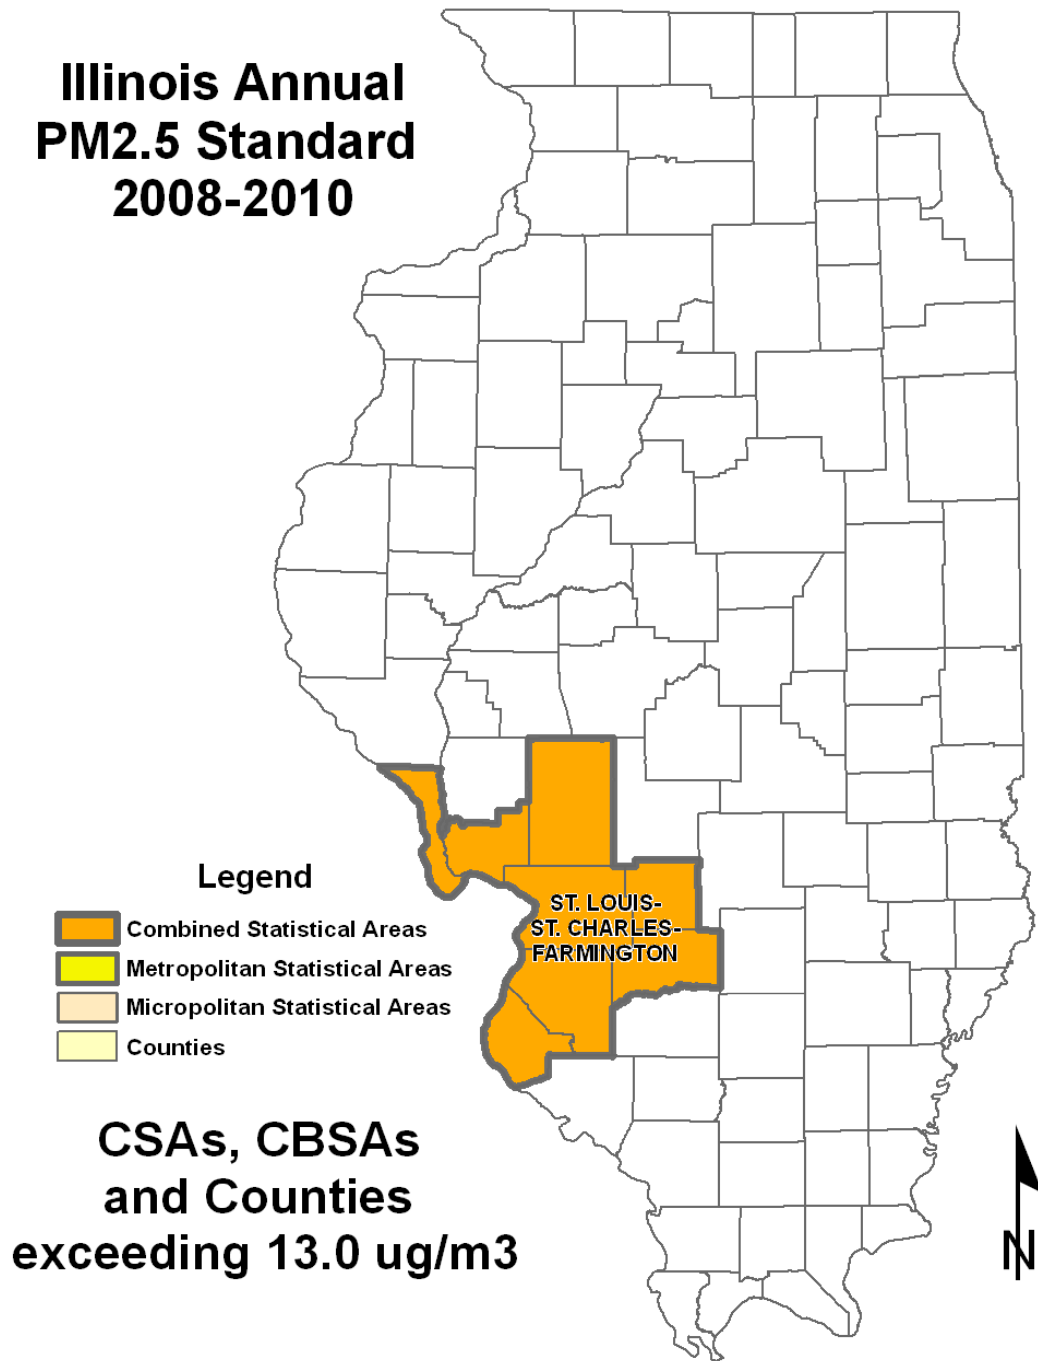 Illinois Annual
PM2.5 Standard
2008-2010
ST. LOUIS-
ST. CHARLES-
FARMINGTON
Legend
Combined Statistical Areas
Metropolitan Statistical Areas
Micropolitan Statistical Areas
Counties
CSAs, CBSAs
and Counties
exceeding 13.0 ug/m3
N